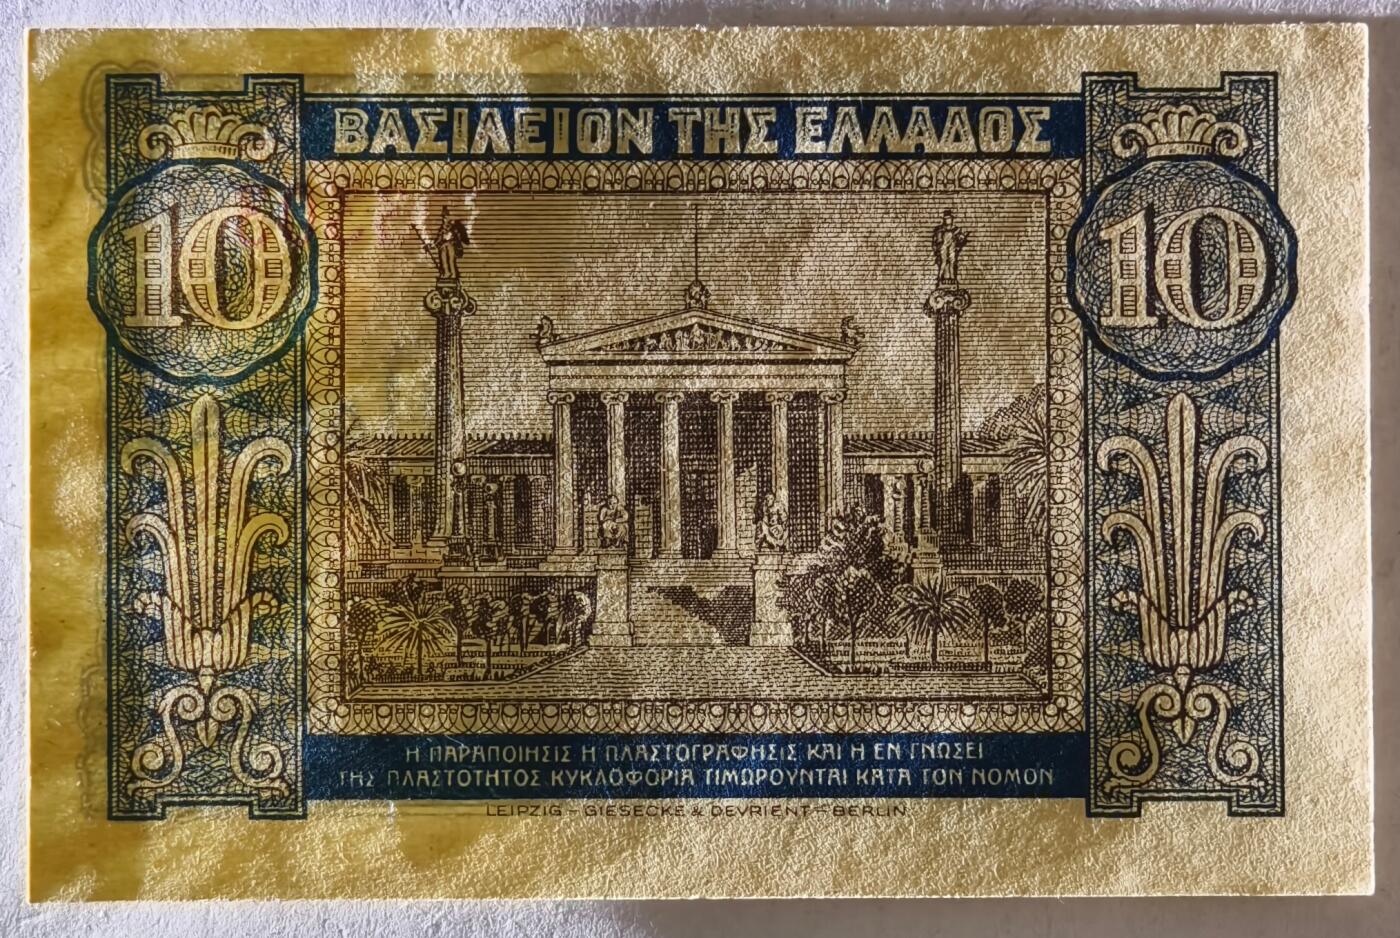 ΒΑΣΙΛΕΙΟΝ ΤΗΣ ΕΛΛΑΔΟΣ
10
10
Η ΠΑΡΑΠΟΙΗΣΙΣ Η ΠΛΑΣΤΟΓΡΑΦΗΣΙΣ ΚΑΙ Η ΕΝ ΓΝΩΣΕΙ
ΤΗΣ ΠΛΑΣΤΟΤΗΤΟΣ ΚΥΚΛΟΦΟΡΙΑ ΤΙΜΩΡΟΥΝΤΑΙ ΚΑΤΑ ΤΟΝ ΝΟΜΟΝ
LEIPZIG – GIESECKE & DEVRIENT – BERLIN